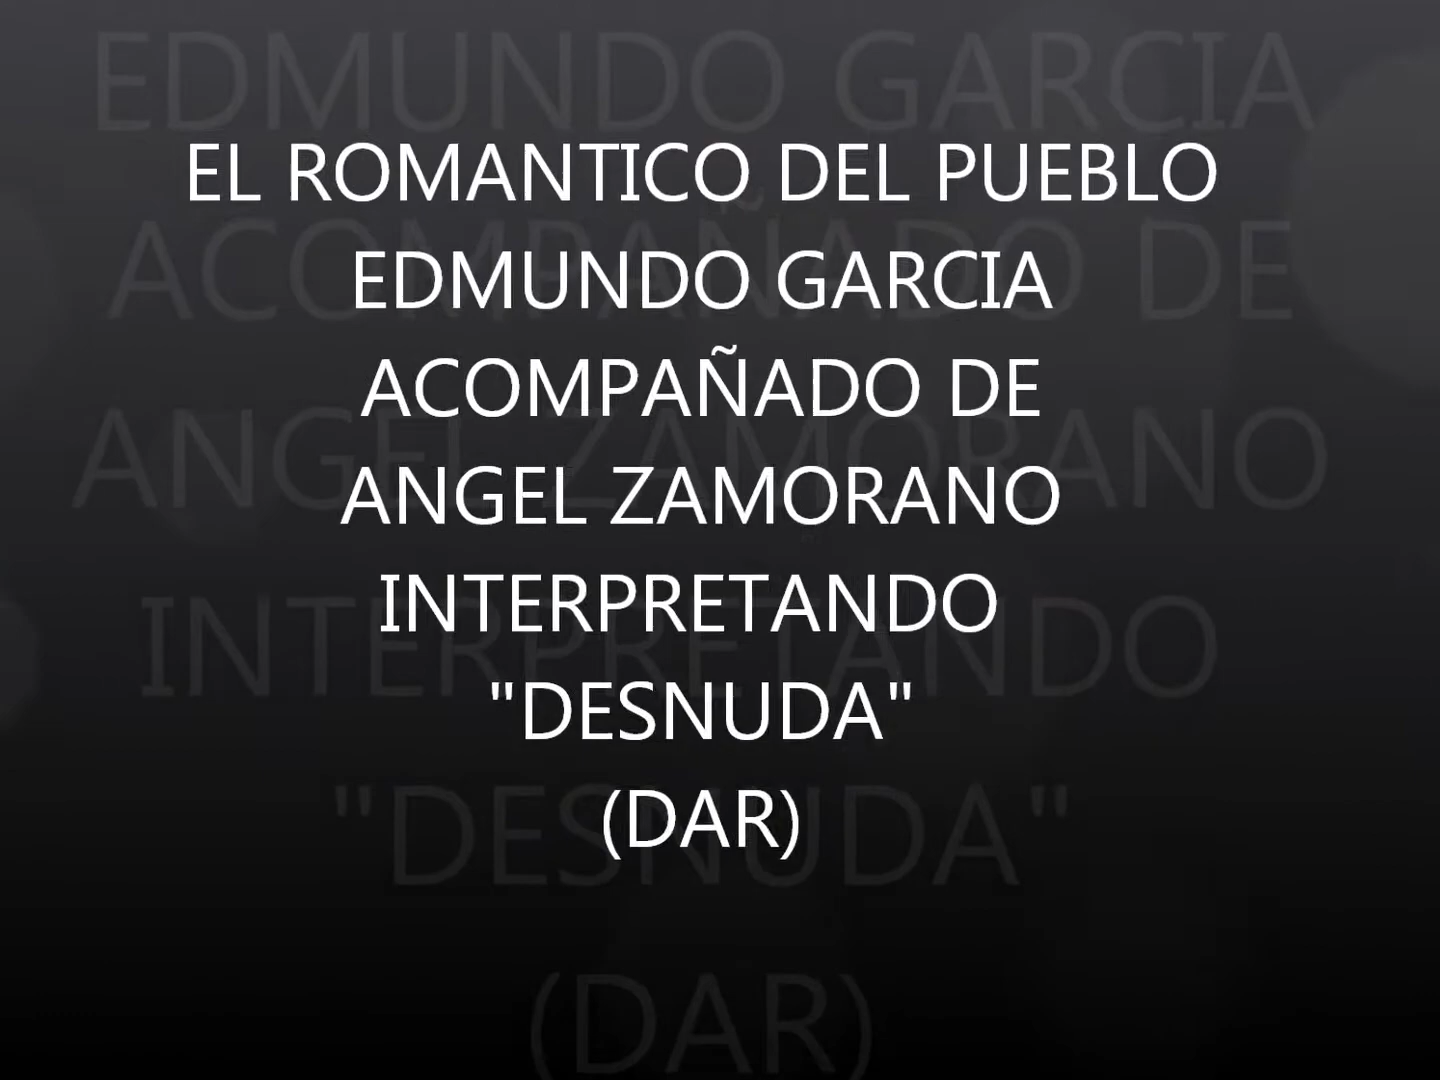 EL ROMANTICO DEL PUEBLO
EDMUNDO GARCIA
ACOMPAÑADO DE
ANGEL ZAMORANO
INTERPRETANDO
"DESNUDA"
(DAR)